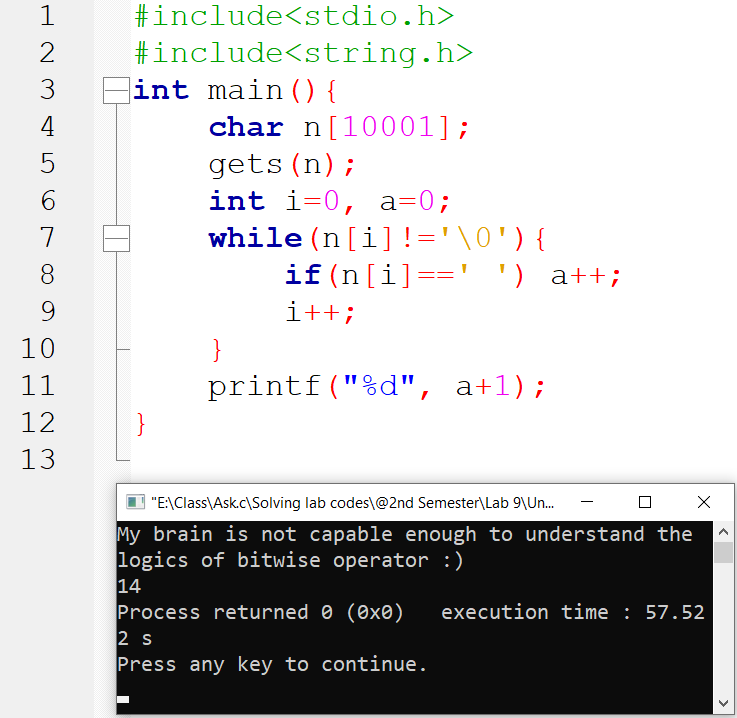 1 #include<stdio.h>
2 #include<string.h>
3 int main(){
4 char n[10001];
5 gets(n);
6 int i=0, a=0;
7 while(n[i]!='\0'){
8 if(n[i]==' ') a++;
9 i++;
10 }
11 printf("%d", a+1);
12 }
13
"E:\Class\Ask.c\Solving lab codes\@2nd Semester\Lab 9\Un...
My brain is not capable enough to understand the
logics of bitwise operator :)
14
Process returned 0 (0x0)   execution time : 57.52
2 s
Press any key to continue.